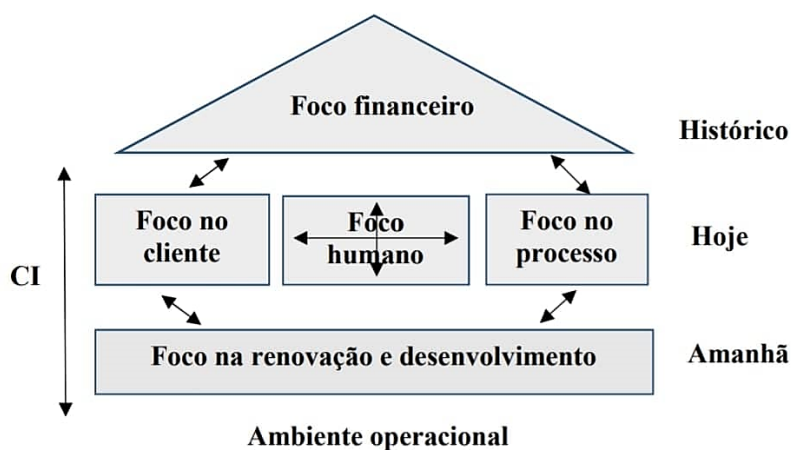 Foco financeiro
Histórico
Foco no
cliente
Foco
humano
Foco no
processo
Hoje
CI
Foco na renovação e desenvolvimento
Amanhã
Ambiente operacional